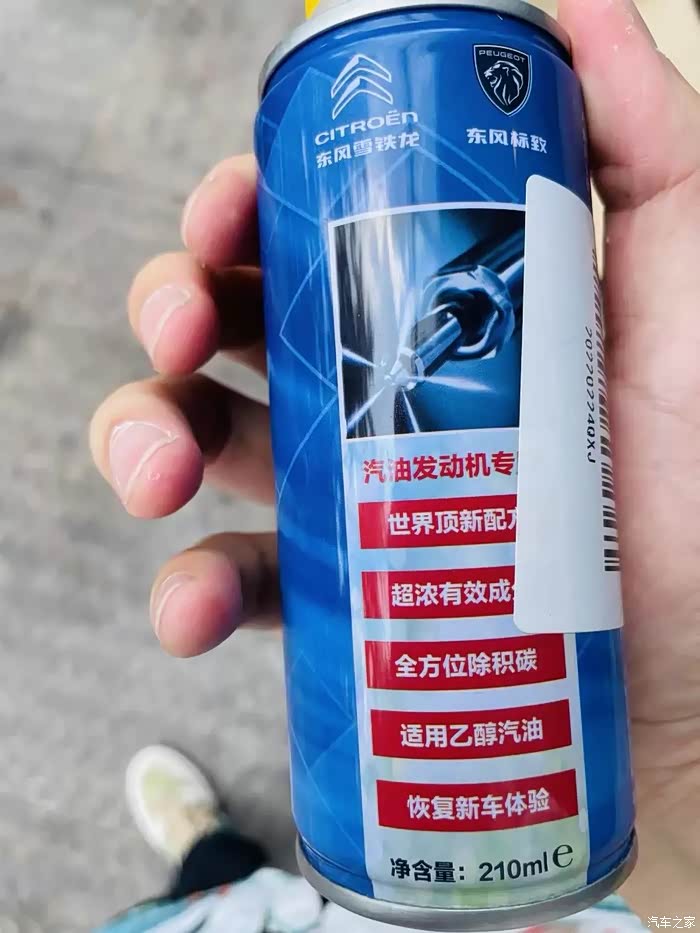 CITROËN
东风雪铁龙
PEUGEOT
东风标致
汽油发动机专
世界顶新配方
超浓有效成
全方位除积碳
适用乙醇汽油
恢复新车体验
净含量：210ml e
20220224QXJ
汽车之家